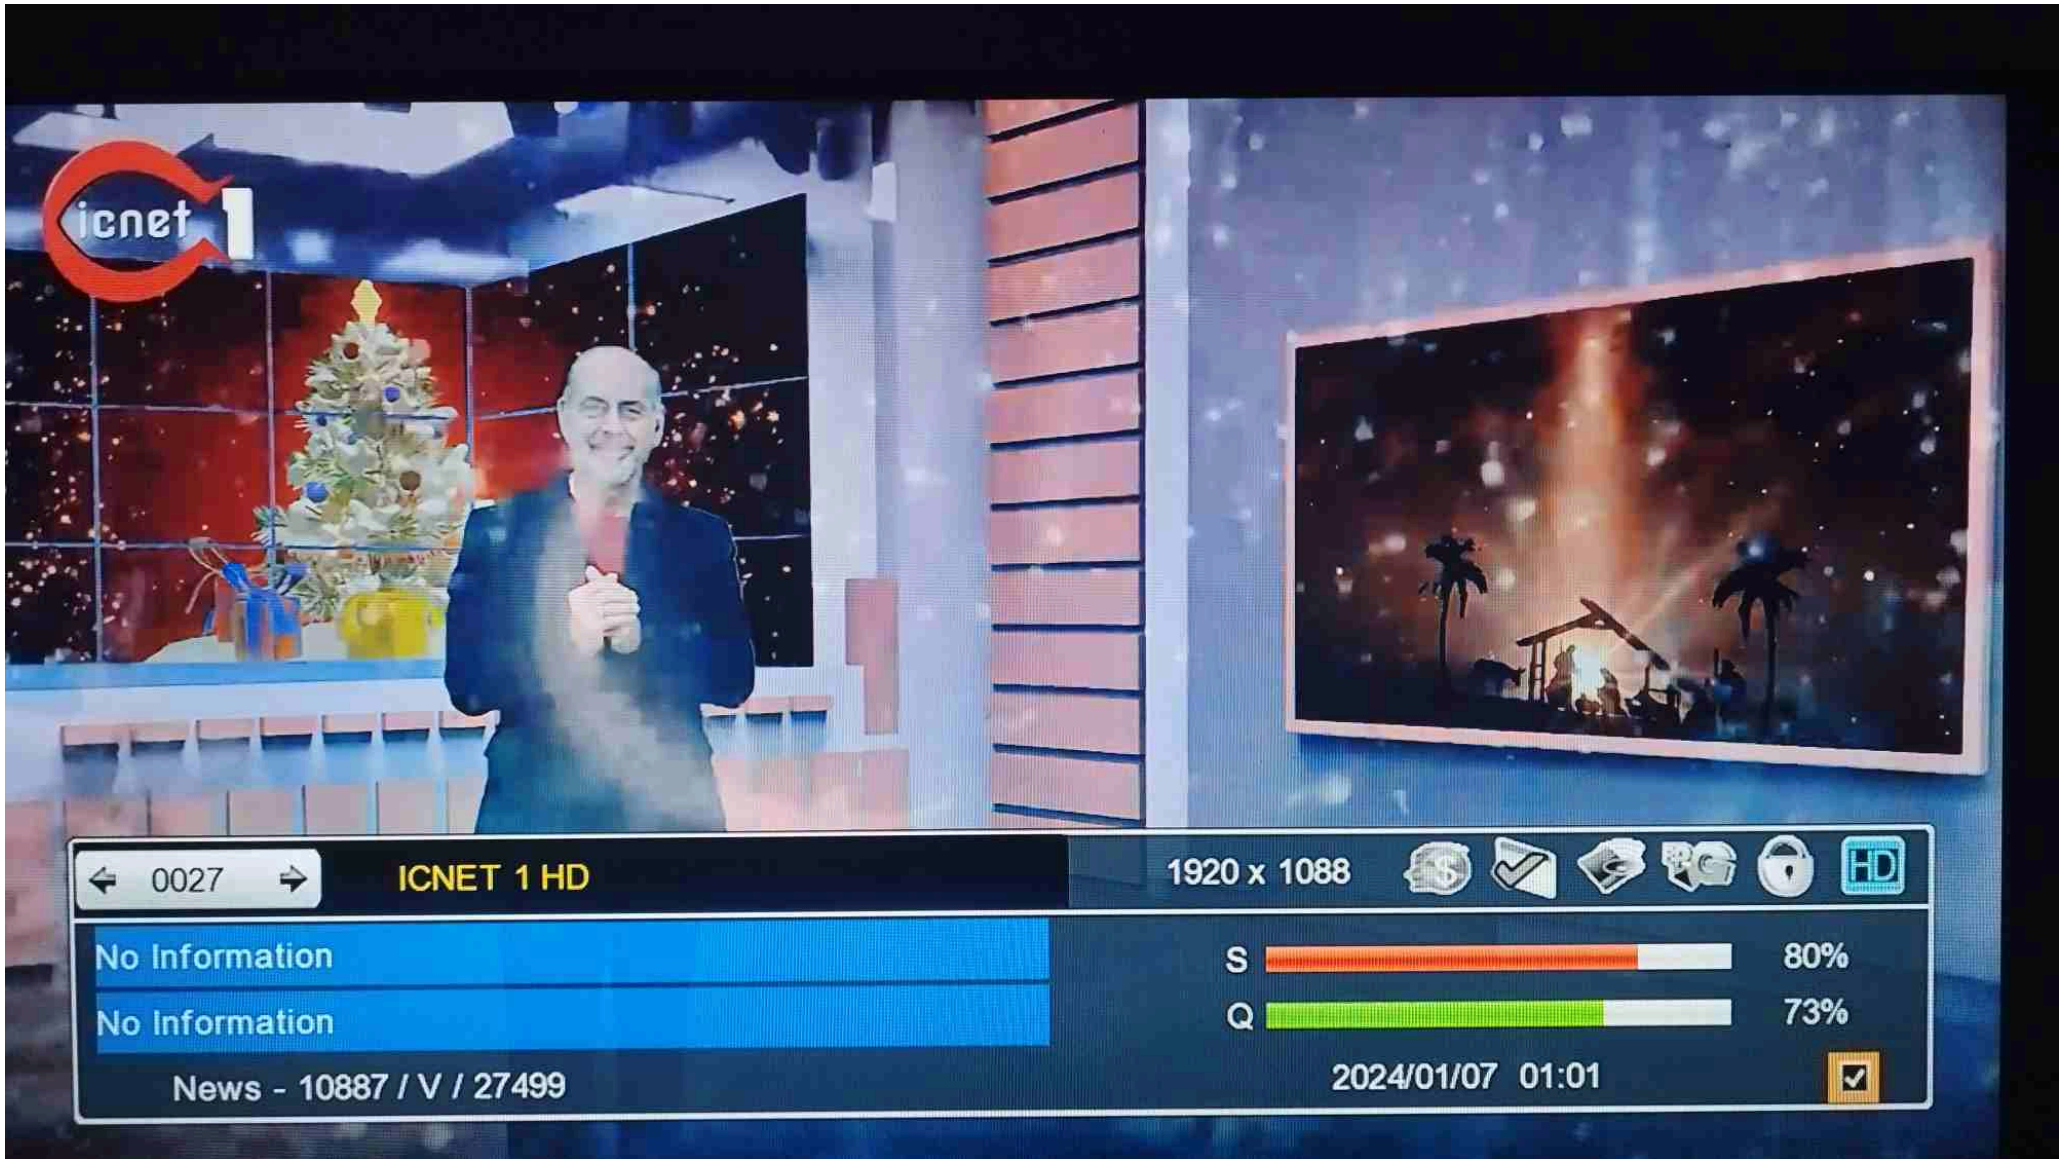 icnet 1
0027
ICNET 1 HD
1920 x 1088
$
HD
No Information
S
80%
No Information
Q
73%
News - 10887 / V / 27499
2024/01/07 01:01